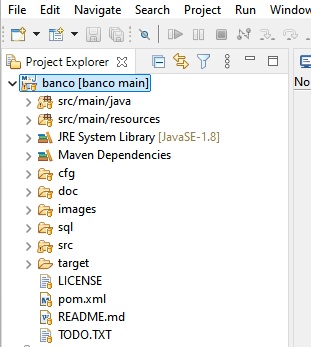 File Edit Navigate Search Project Run Window
Project Explorer
No
banco [banco main]
src/main/java
src/main/resources
JRE System Library [JavaSE-1.8]
Maven Dependencies
cfg
doc
images
sql
src
target
LICENSE
pom.xml
README.md
TODO.TXT